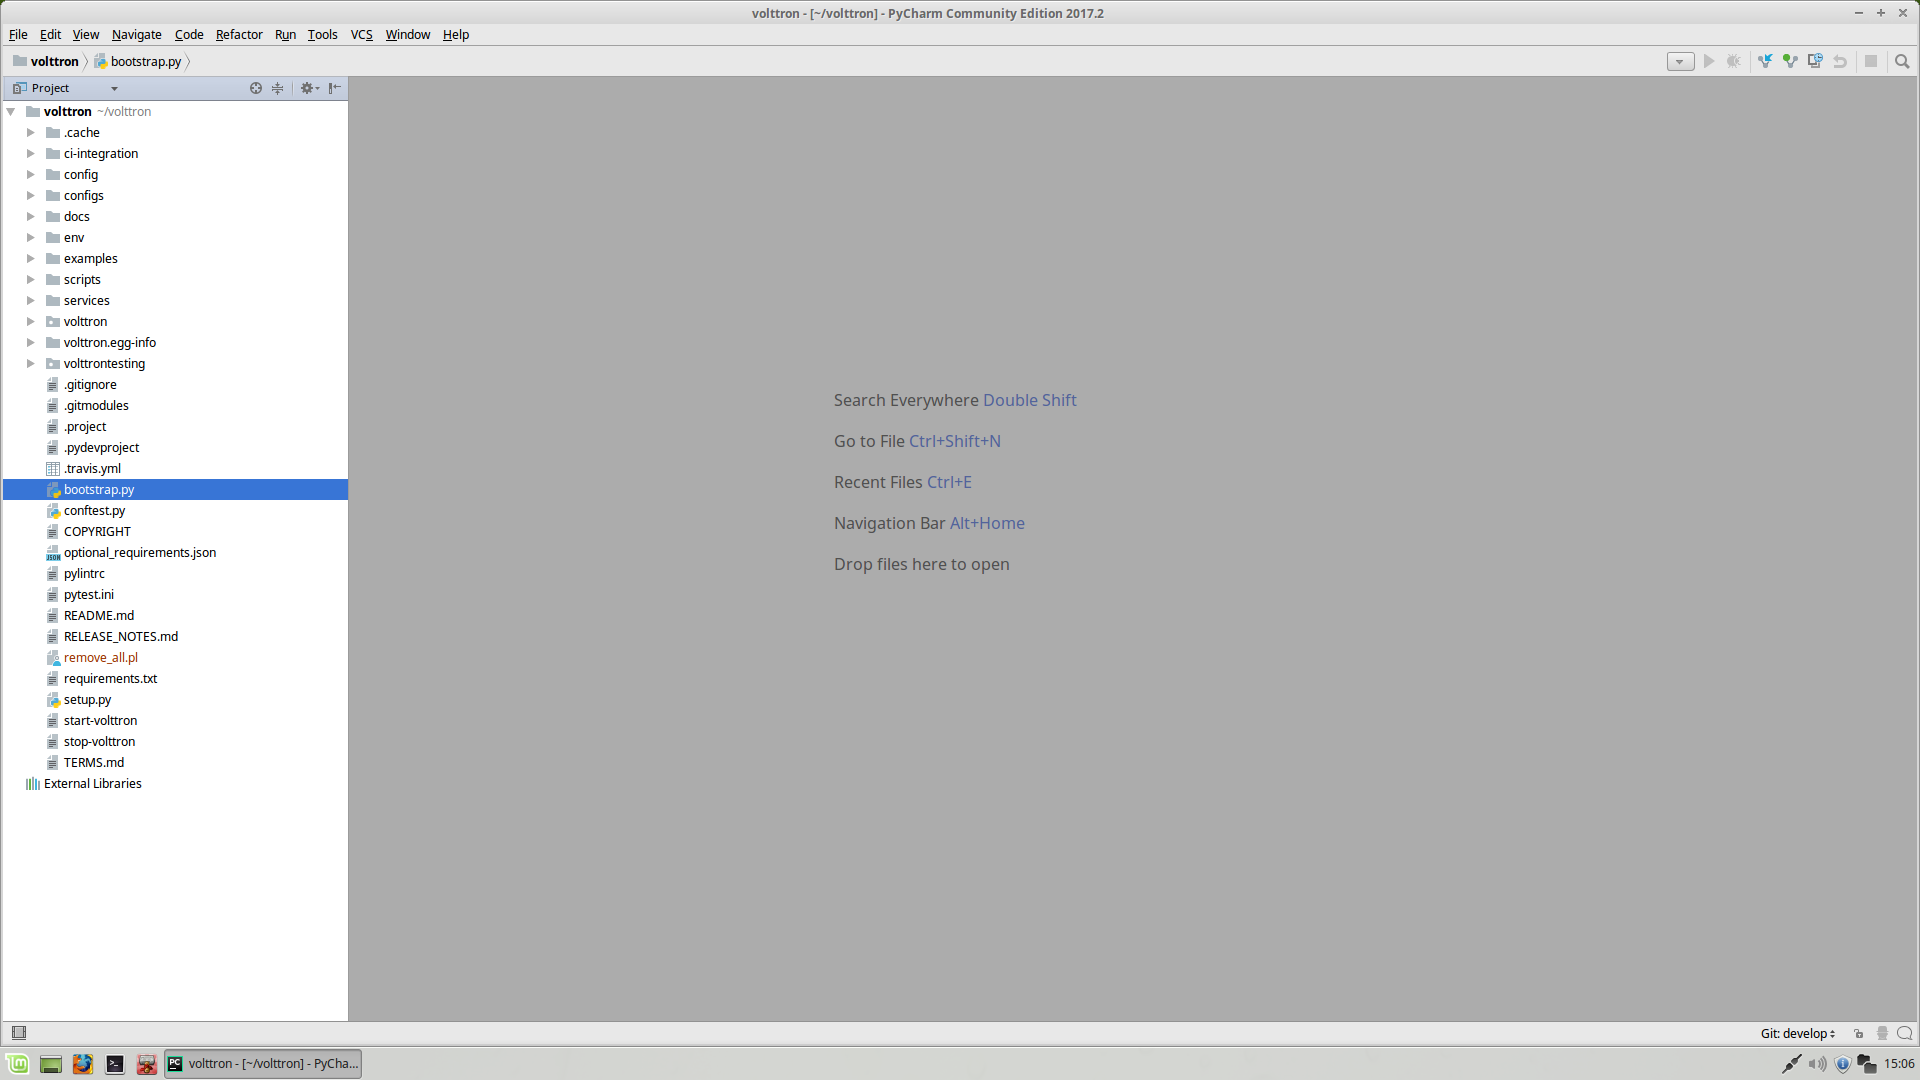 volttron - [~/volttron] - PyCharm Community Edition 2017.2
File Edit View Navigate Code Refactor Run Tools VCS Window Help
volttron bootstrap.py
Project
volttron ~/volttron
.cache
ci-integration
config
configs
docs
env
examples
scripts
services
volttron
volttron.egg-info
volttrontesting
.gitignore
.gitmodules
.project
.pydevproject
.travis.yml
bootstrap.py
conftest.py
COPYRIGHT
optional_requirements.json
pylintrc
pytest.ini
README.md
RELEASE_NOTES.md
remove_all.pl
requirements.txt
setup.py
start-volttron
stop-volttron
TERMS.md
External Libraries
Search Everywhere Double Shift
Go to File Ctrl+Shift+N
Recent Files Ctrl+E
Navigation Bar Alt+Home
Drop files here to open
Git: develop
volttron - [~/volttron] - PyCha...
15:06